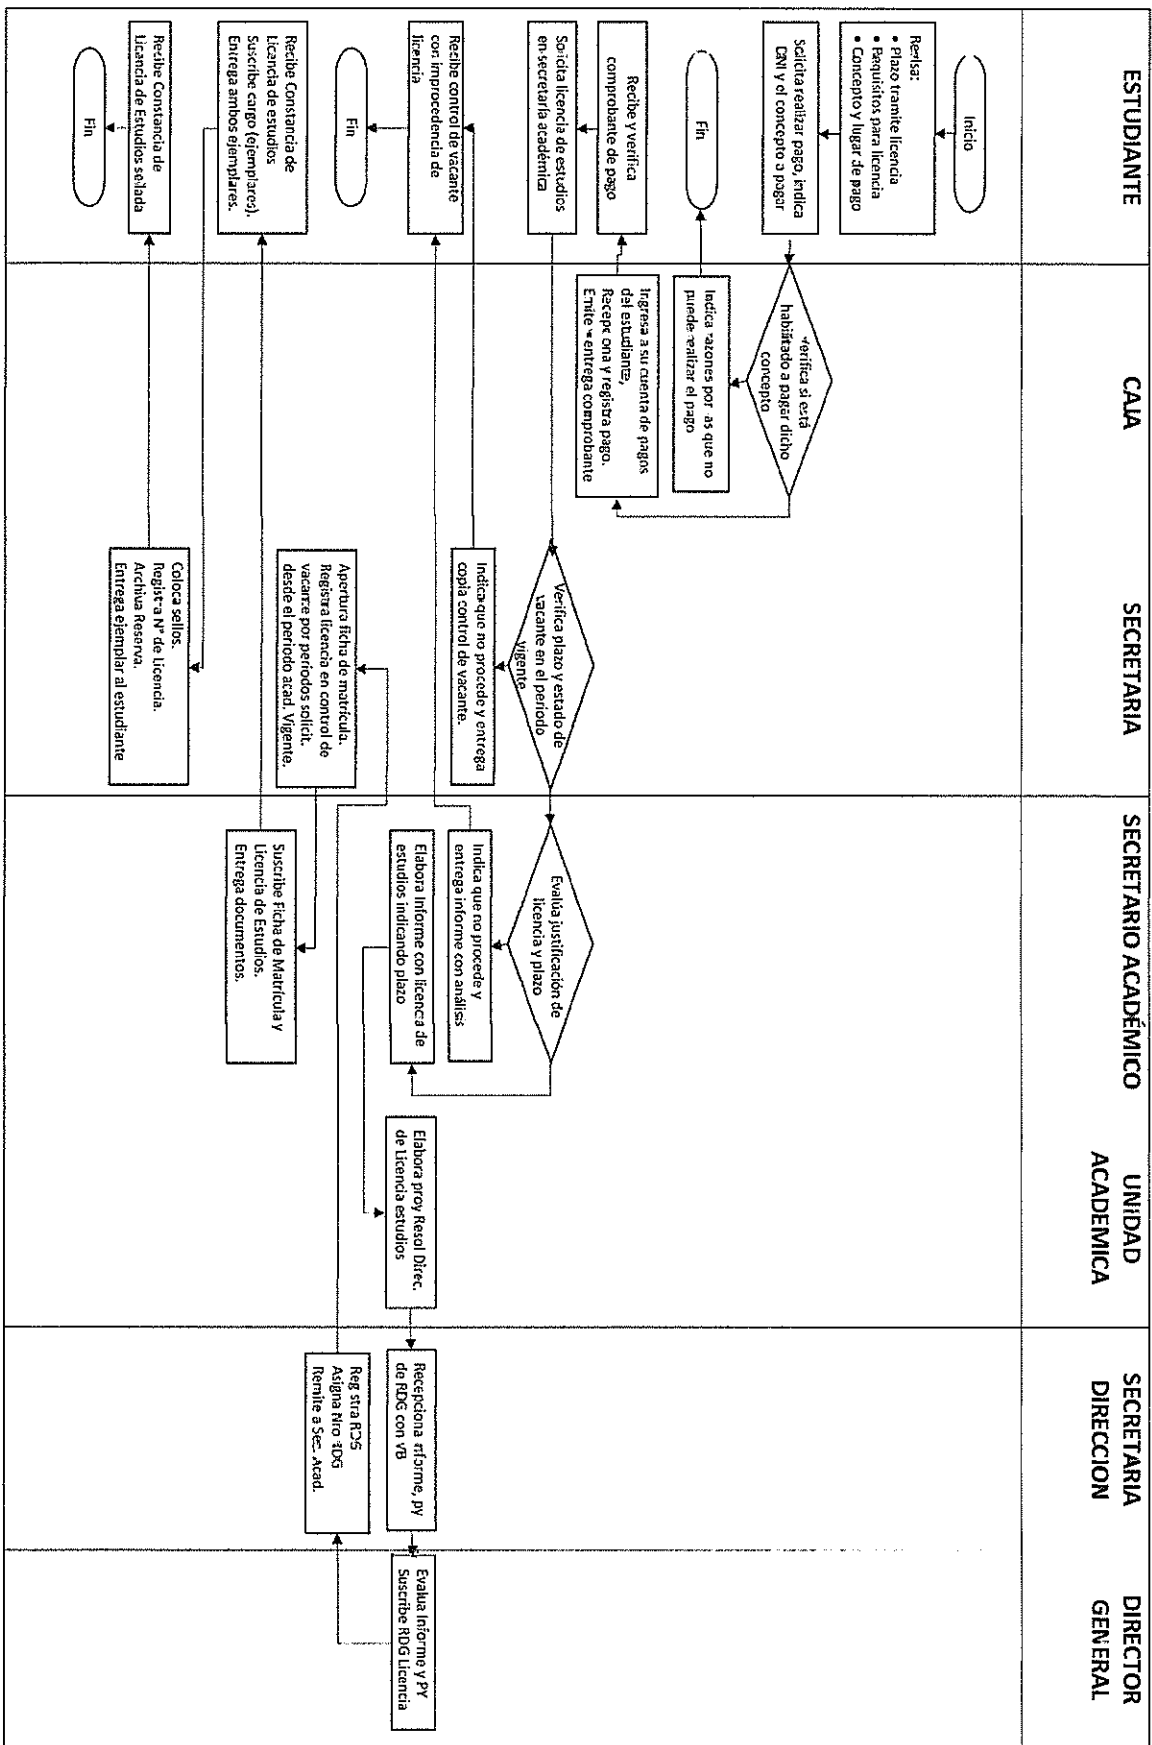 ESTUDIANTE
CAJA
SECRETARIA
SECRETARIO ACADÉMICO
UNIDAD
ACADEMICA
SECRETARIA
DIRECCION
DIRECTOR
GENERAL
Inicio
Revisa:
• Plazo tramite licencia
• Requisitos para licencia
• Concepto y lugar de pago
Solicita realizar pago, indica
DNI y el concepto a pagar
Verifica si está
habilitado a pagar dicho
concepto
Indica razones por las que no
puede realizar el pago
Fin
Ingresa a su cuenta de pagos
del estudiante,
Recepciona y registra pago.
Emite y entrega comprobante
Recibe y verifica
comprobante de pago
Solicita licencia de estudios
en secretaría académica
Verifica plazo y estado de
vacante en el periodo
vigente
Indica que no procede y entrega
copia control de vacante.
Recibe control de vacante
con improcedencia de
licencia
Fin
Evalúa justificación de
licencia y plazo
Indica que no procede y
entrega informe con análisis
Elabora Informe con licencia de
estudios indicando plazo
Elabora proy Resol Direc.
de Licencia estudios
Recepciona informe, py
de RDG con VB
Evalua Informe y PY
Suscribe RDG Licencia
Registra RDG
Asigna Nro RDG
Remite a Sec. Acad.
Apertura ficha de matrícula.
Registra licencia en control de
vacante por periodos solicit.
desde el periodo acad. Vigente.
Suscribe Ficha de Matrícula y
Licencia de Estudios.
Entrega documentos.
Recibe Constancia de
Licencia de estudios
Suscribe cargo (ejemplares).
Entrega ambos ejemplares.
Coloca sellos.
Registra N° de licencia.
Archiva Reserva.
Entrega ejemplar al estudiante
Recibe Constancia de
Licencia de Estudios sellada
Fin